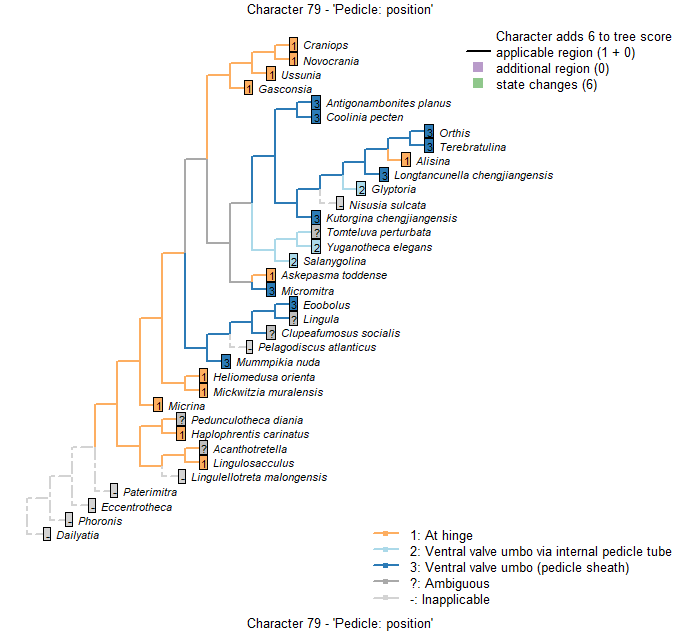 Character 79 - 'Pedicle: position'
Character adds 6 to tree score
applicable region (1 + 0)
additional region (0)
state changes (6)
1 Craniops
1 Novocrania
1 Ussunia
1 Gasconsia
3 Antigonambonites planus
3 Coolinia pecten
3 Orthis
3 Terebratulina
1 Alisina
3 Longtancunella chengjiangensis
2 Glyptoria
- Nisusia sulcata
3 Kutorgina chengjiangensis
? Tomteluva perturbata
2 Yuganotheca elegans
2 Salanygolina
1 Askepasma toddense
3 Micromitra
3 Eoobolus
? Lingula
? Clupeafumosus socialis
- Pelagodiscus atlanticus
3 Mummpikia nuda
1 Heliomedusa orienta
1 Mickwitzia muralensis
1 Micrina
? Pedunculotheca diania
1 Haplophrentis carinatus
? Acanthotretella
1 Lingulosacculus
- Lingulellotreta malongensis
- Paterimitra
- Eccentrotheca
- Phoronis
- Dailyatia
1: At hinge
2: Ventral valve umbo via internal pedicle tube
3: Ventral valve umbo (pedicle sheath)
?: Ambiguous
-: Inapplicable
Character 79 - 'Pedicle: position'